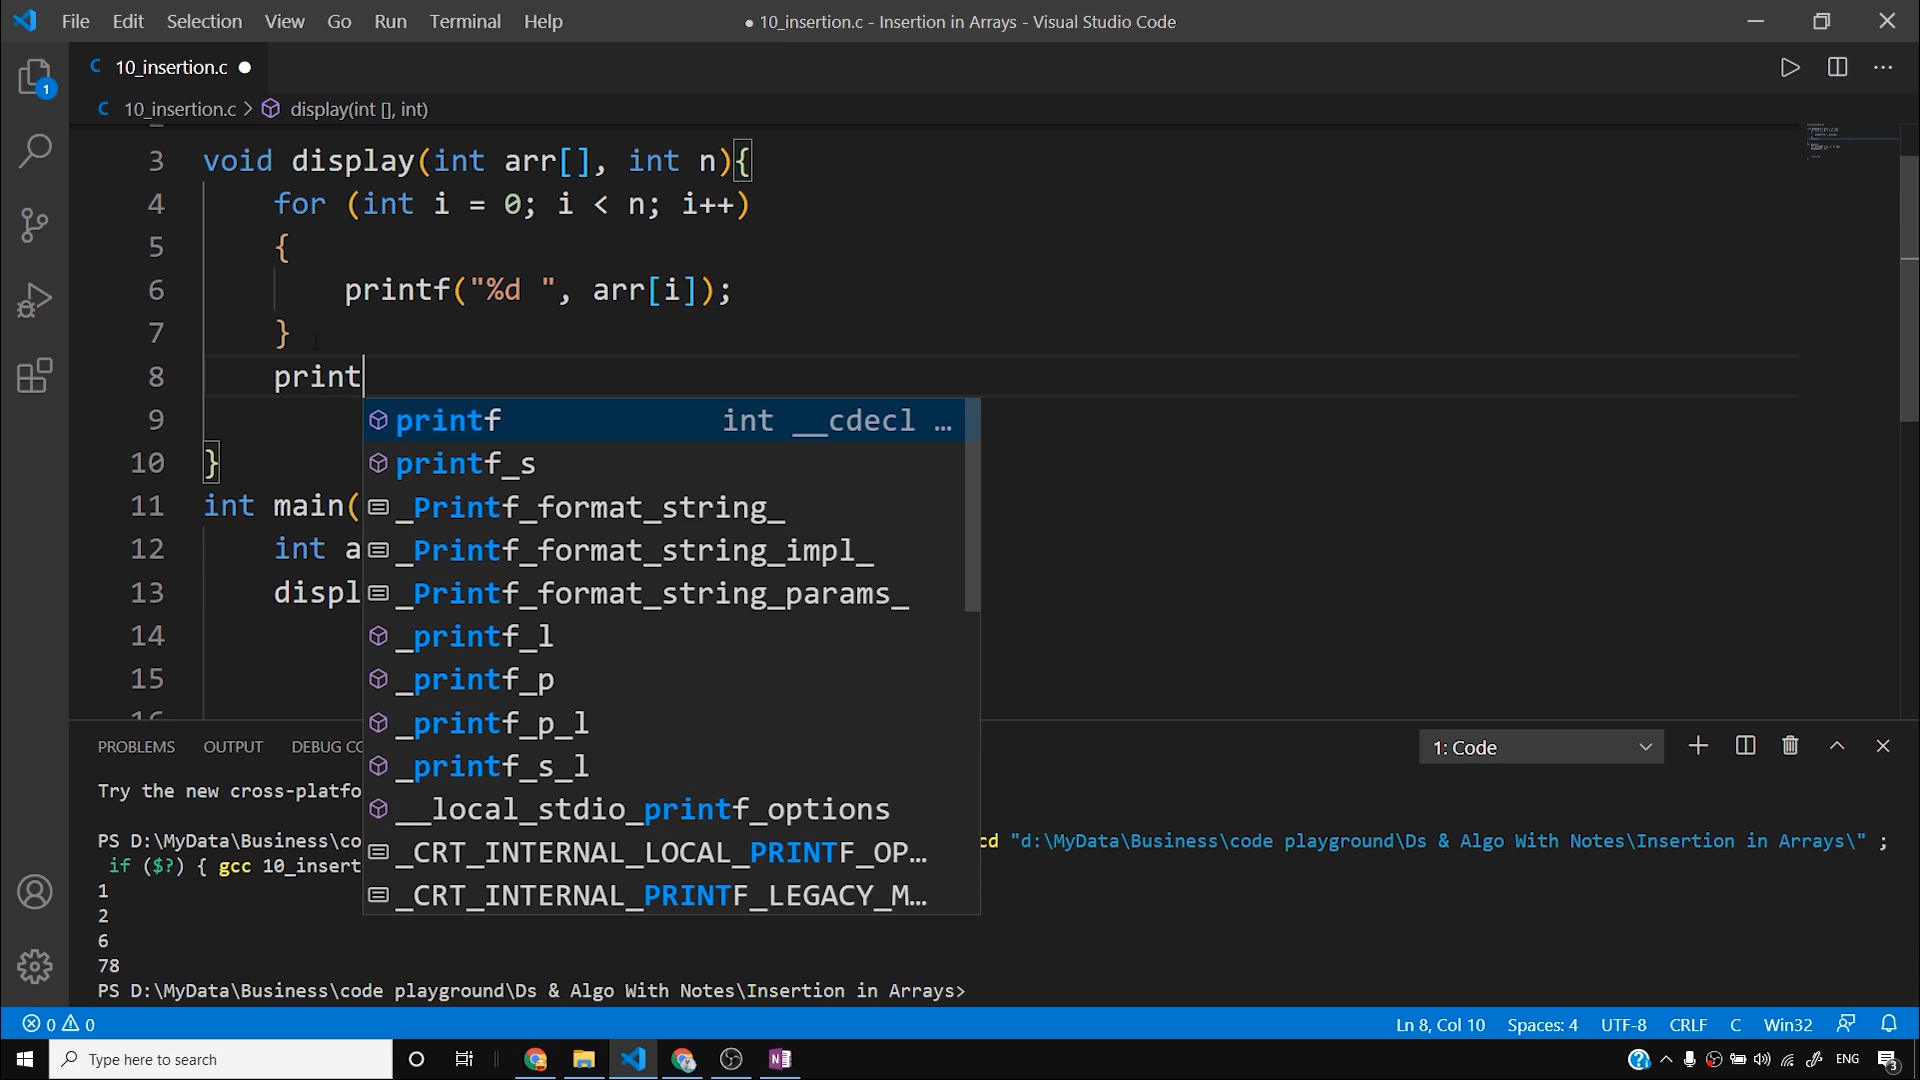 File Edit Selection View Go Run Terminal Help
● 10_insertion.c - Insertion in Arrays - Visual Studio Code
C 10_insertion.c ●
C 10_insertion.c > display(int [], int)
3 void display(int arr[], int n){
4 for (int i = 0; i < n; i++)
5 {
6 printf("%d ", arr[i]);
7 }
8 print
9
10 }
11 int main(
12 int a
13 displ
14
15
printf int __cdecl …
printf_s
_Printf_format_string_
_Printf_format_string_impl_
_Printf_format_string_params_
_printf_l
_printf_p
_printf_p_l
_printf_s_l
__local_stdio_printf_options
_CRT_INTERNAL_LOCAL_PRINTF_OP…
_CRT_INTERNAL_PRINTF_LEGACY_M…
1
PROBLEMS OUTPUT DEBUG CO
1: Code
Try the new cross-platfo
PS D:\MyData\Business\co cd "d:\MyData\Business\code playground\Ds & Algo With Notes\Insertion in Arrays\" ;
if ($?) { gcc 10_insert
1
2
6
78
PS D:\MyData\Business\code playground\Ds & Algo With Notes\Insertion in Arrays>
0 0
Ln 8, Col 10 Spaces: 4 UTF-8 CRLF C Win32
Type here to search
ENG
3